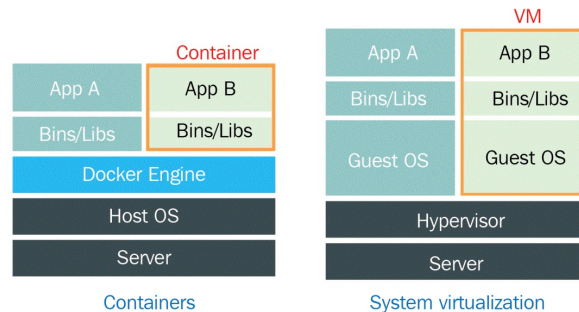 Container
App A
App B
Bins/Libs
Bins/Libs
Docker Engine
Host OS
Server
Containers
VM
App A
App B
Bins/Libs
Bins/Libs
Guest OS
Guest OS
Hypervisor
Server
System virtualization